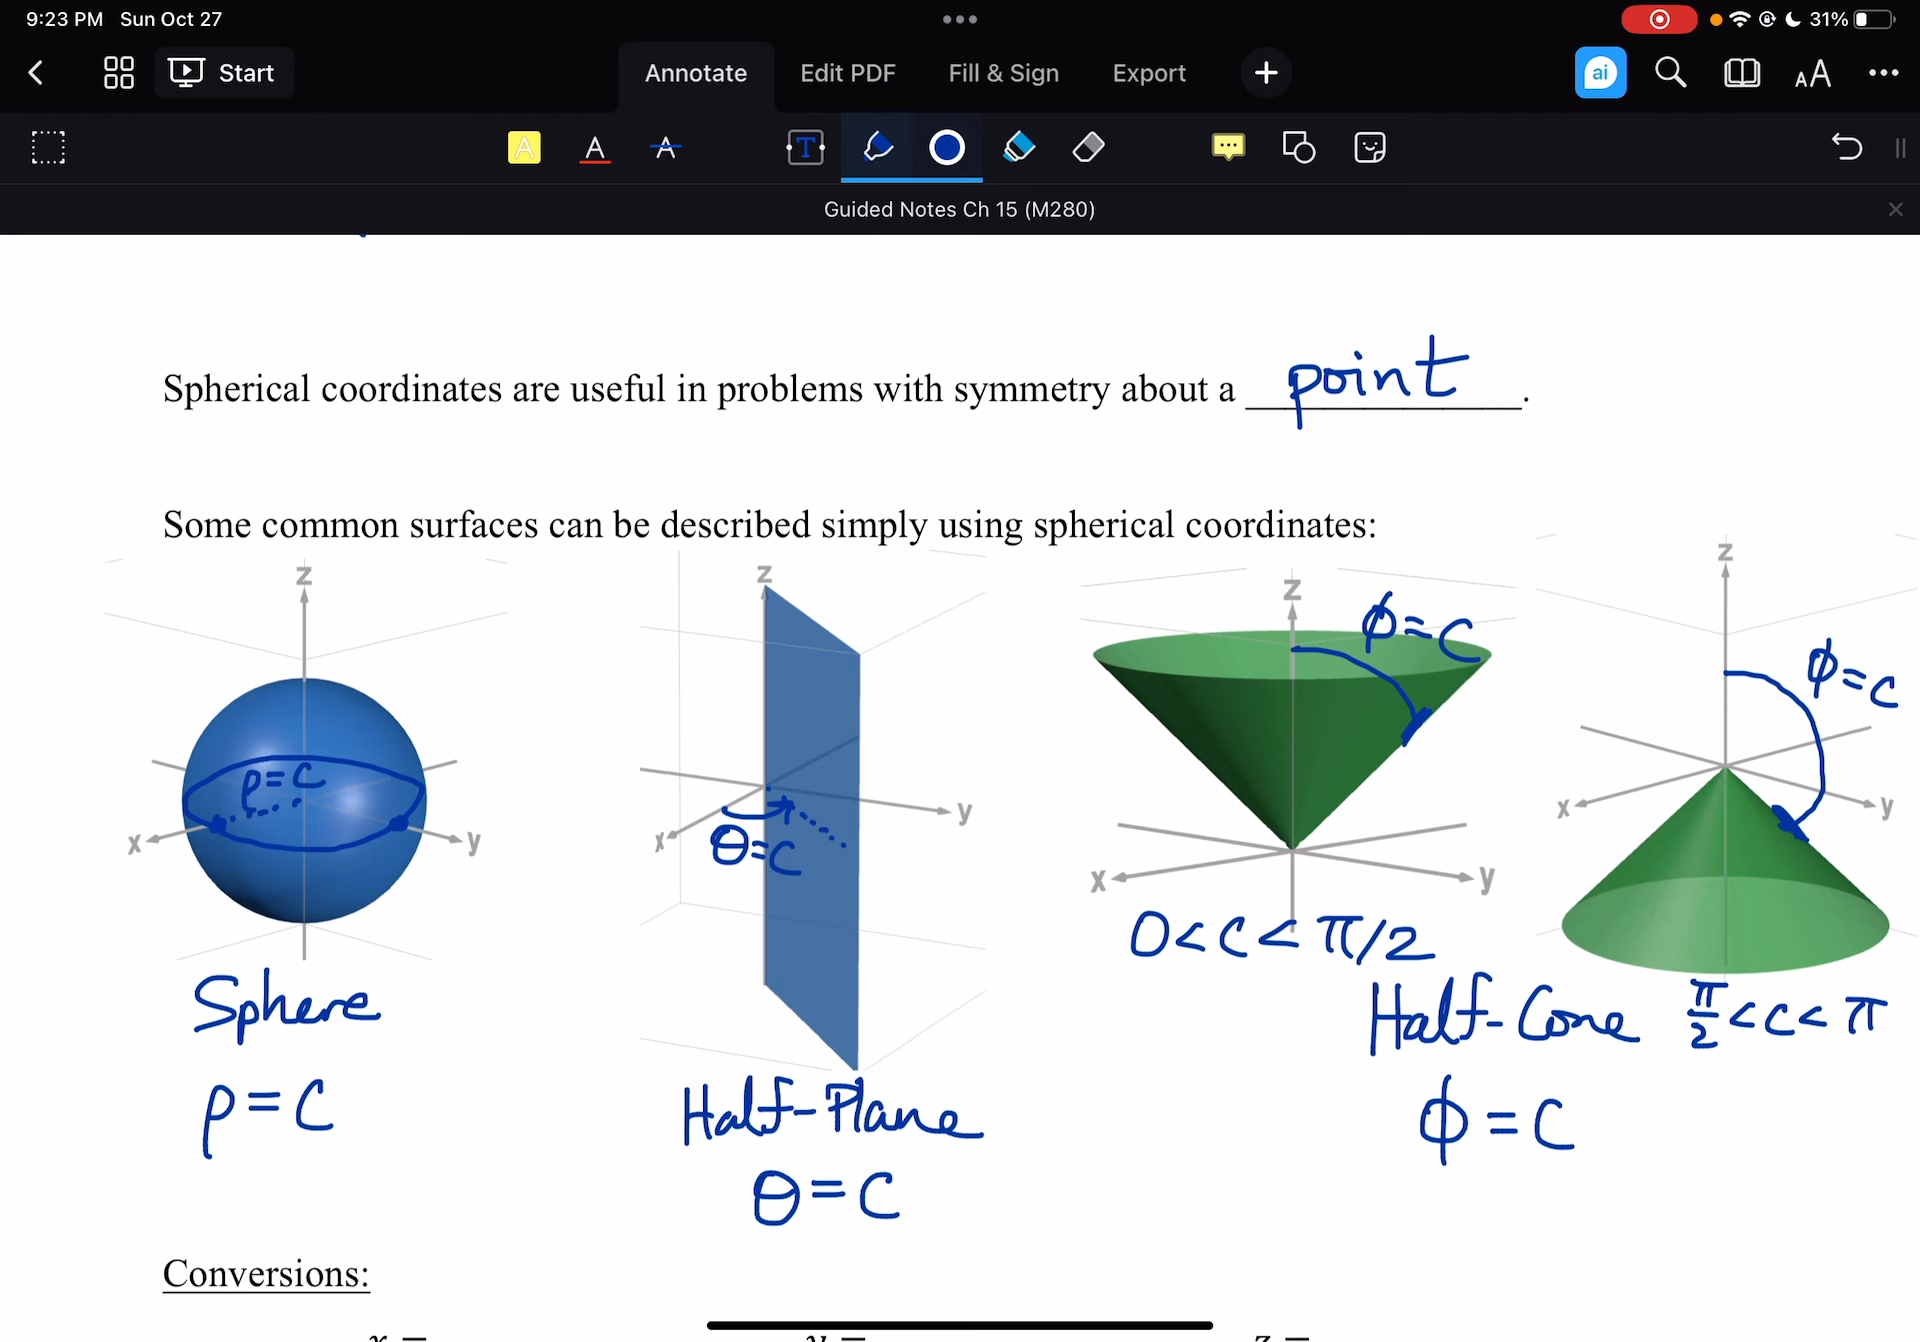 9:23 PM Sun Oct 27
31%
Start
Annotate
Edit PDF
Fill & Sign
Export
ai
AA
A A A T
Guided Notes Ch 15 (M280)
Spherical coordinates are useful in problems with symmetry about a point.
Some common surfaces can be described simply using spherical coordinates:
z
ρ=C
x y
Sphere
ρ=C
z
y
x
θ=C
Half-Plane
θ=C
z
ϕ=C
x y
0<C<π/2
z
ϕ=C
x y
π/2<C<π
Half-Cone
ϕ=C
Conversions:
x = y = z =